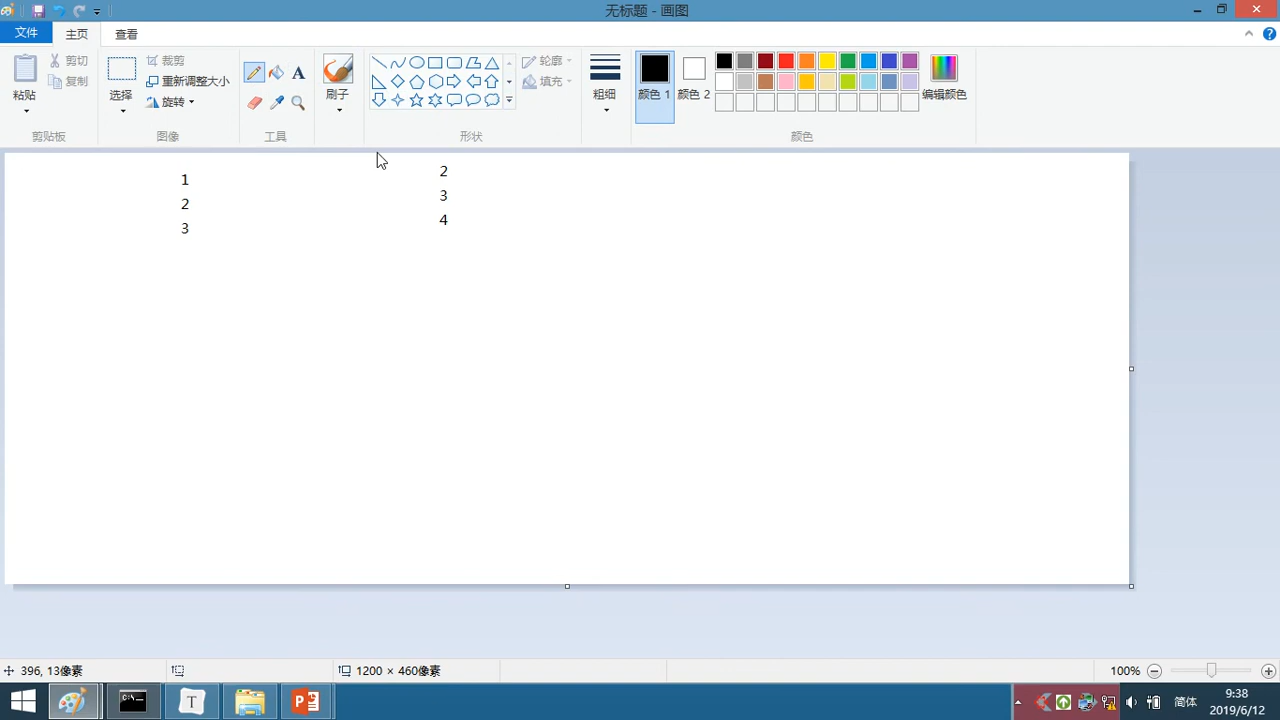 无标题 - 画图
文件 主页 查看
粘贴
剪切
复制
剪贴板
选择
裁剪
重新调整大小
旋转
图像
A
工具
刷子
轮廓
填充
形状
粗细
颜色 1
颜色 2
编辑颜色
颜色
1
2
3
2
3
4
396, 13像素
1200 × 460像素
100%
C:\_
T
P
简体
9:38
2019/6/12